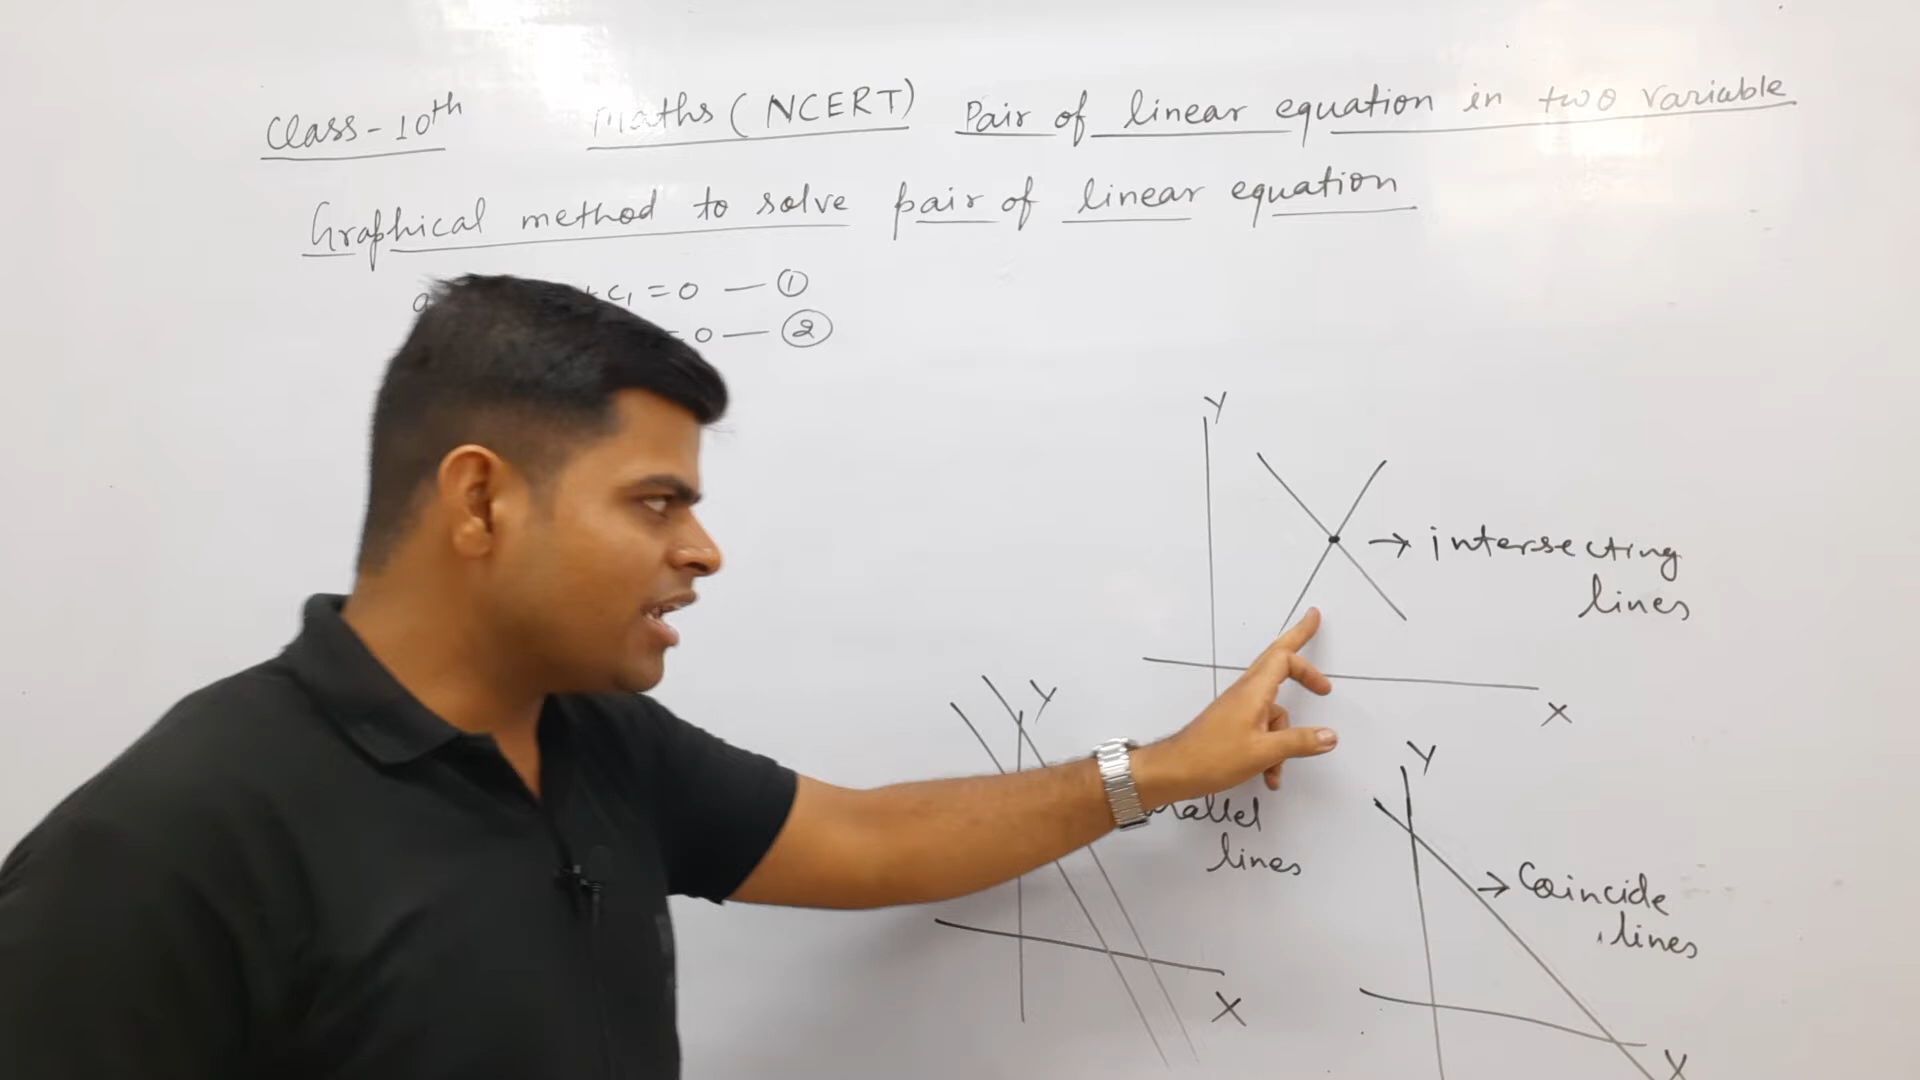 Class-10th Maths (NCERT) Pair of linear equation in two variable
Graphical method to solve pair of linear equation
+ c₁ = 0 — ①
= 0 — ②
Y
→ intersecting
lines
X
Y
lines
X
Y
→ Coincide
lines
X